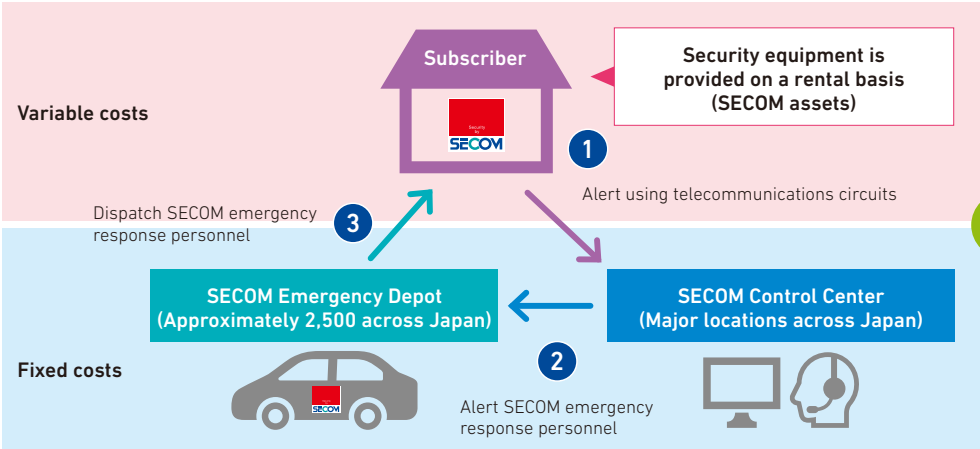 Subscriber
Security equipment is
provided on a rental basis
(SECOM assets)
Variable costs
Security
by
SECOM
1
Alert using telecommunications circuits
Dispatch SECOM emergency
response personnel
3
SECOM Emergency Depot
(Approximately 2,500 across Japan)
SECOM Control Center
(Major locations across Japan)
Fixed costs
2
SECOM
Alert SECOM emergency
response personnel